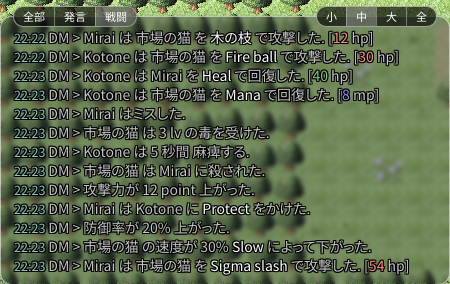 全部 発言 戦闘 小 中 大 全
22:22 DM > Mirai は 市場の猫 を 木の枝 で攻撃した. [12 hp]
22:22 DM > Kotone は 市場の猫 を Fire ball で攻撃した. [30 hp]
22:23 DM > Kotone は Mirai を Heal で回復した. [40 hp]
22:23 DM > Kotone は 市場の猫 を Mana で回復した. [8 mp]
22:23 DM > Mirai はミスした.
22:23 DM > 市場の猫 は 3 lv の毒を受けた.
22:23 DM > Kotone は 5 秒間 麻痺する.
22:23 DM > 市場の猫 は Mirai に殺された.
22:23 DM > 攻撃力が 12 point 上がった.
22:23 DM > Mirai は Kotone に Protect をかけた.
22:23 DM > 防御率が 20% 上がった.
22:23 DM > 市場の猫 の速度が 30% Slow によって下がった.
22:23 DM > Mirai は 市場の猫 を Sigma slash で攻撃した. [54 hp]